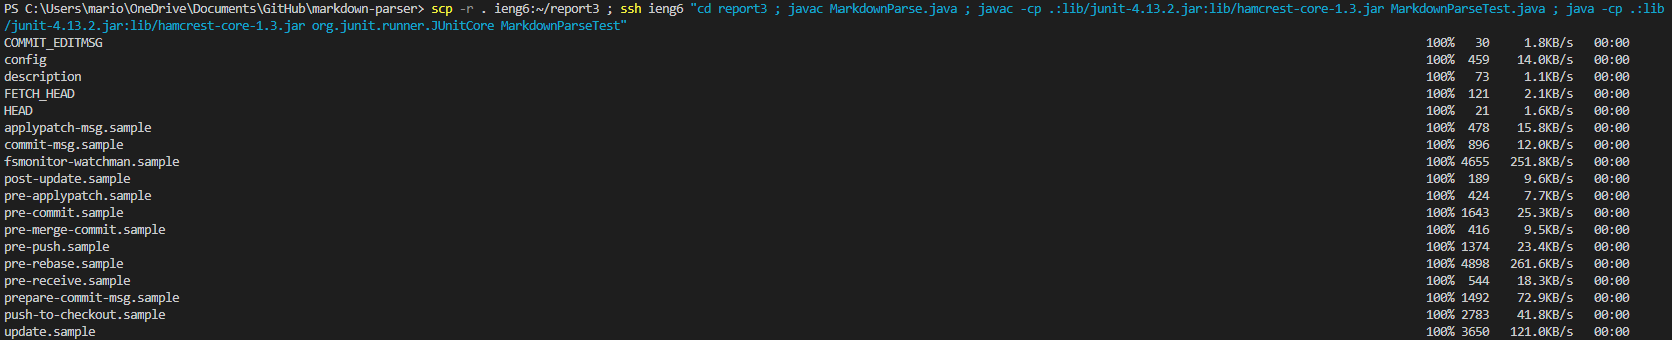 PS C:\Users\mario\OneDrive\Documents\GitHub\markdown-parser> scp -r . ieng6:~/report3 ; ssh ieng6 "cd report3 ; javac MarkdownParse.java ; javac -cp .:lib/junit-4.13.2.jar:lib/hamcrest-core-1.3.jar MarkdownParseTest.java ; java -cp .:lib
/junit-4.13.2.jar:lib/hamcrest-core-1.3.jar org.junit.runner.JUnitCore MarkdownParseTest"
COMMIT_EDITMSG 100% 30 1.8KB/s 00:00
config 100% 459 14.0KB/s 00:00
description 100% 73 1.1KB/s 00:00
FETCH_HEAD 100% 121 2.1KB/s 00:00
HEAD 100% 21 1.6KB/s 00:00
applypatch-msg.sample 100% 478 15.8KB/s 00:00
commit-msg.sample 100% 896 12.0KB/s 00:00
fsmonitor-watchman.sample 100% 4655 251.8KB/s 00:00
post-update.sample 100% 189 9.6KB/s 00:00
pre-applypatch.sample 100% 424 7.7KB/s 00:00
pre-commit.sample 100% 1643 25.3KB/s 00:00
pre-merge-commit.sample 100% 416 9.5KB/s 00:00
pre-push.sample 100% 1374 23.4KB/s 00:00
pre-rebase.sample 100% 4898 261.6KB/s 00:00
pre-receive.sample 100% 544 18.3KB/s 00:00
prepare-commit-msg.sample 100% 1492 72.9KB/s 00:00
push-to-checkout.sample 100% 2783 41.8KB/s 00:00
update.sample 100% 3650 121.0KB/s 00:00